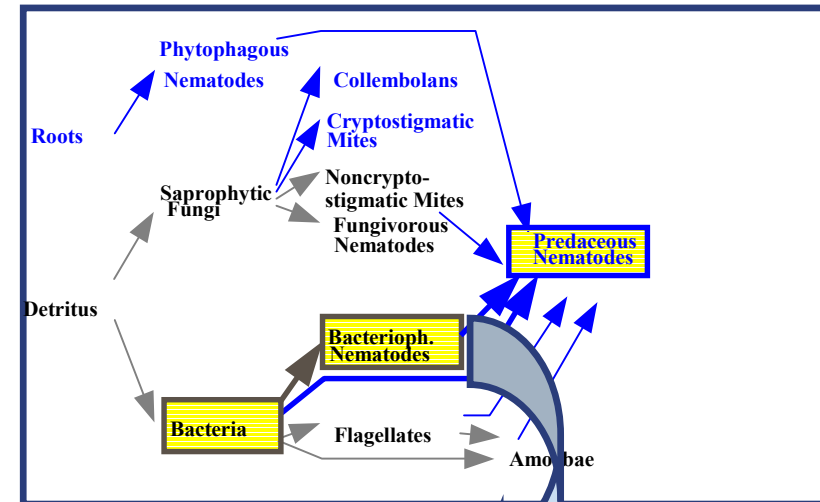 Phytophagous
Nematodes
Collembolans
Roots
Cryptostigmatic
Mites
Noncrypto-
stigmatic Mites
Saprophytic
Fungi
Fungivorous
Nematodes
Predaceous
Nematodes
Detritus
Bacterioph.
Nematodes
Bacteria
Flagellates
Amoebae